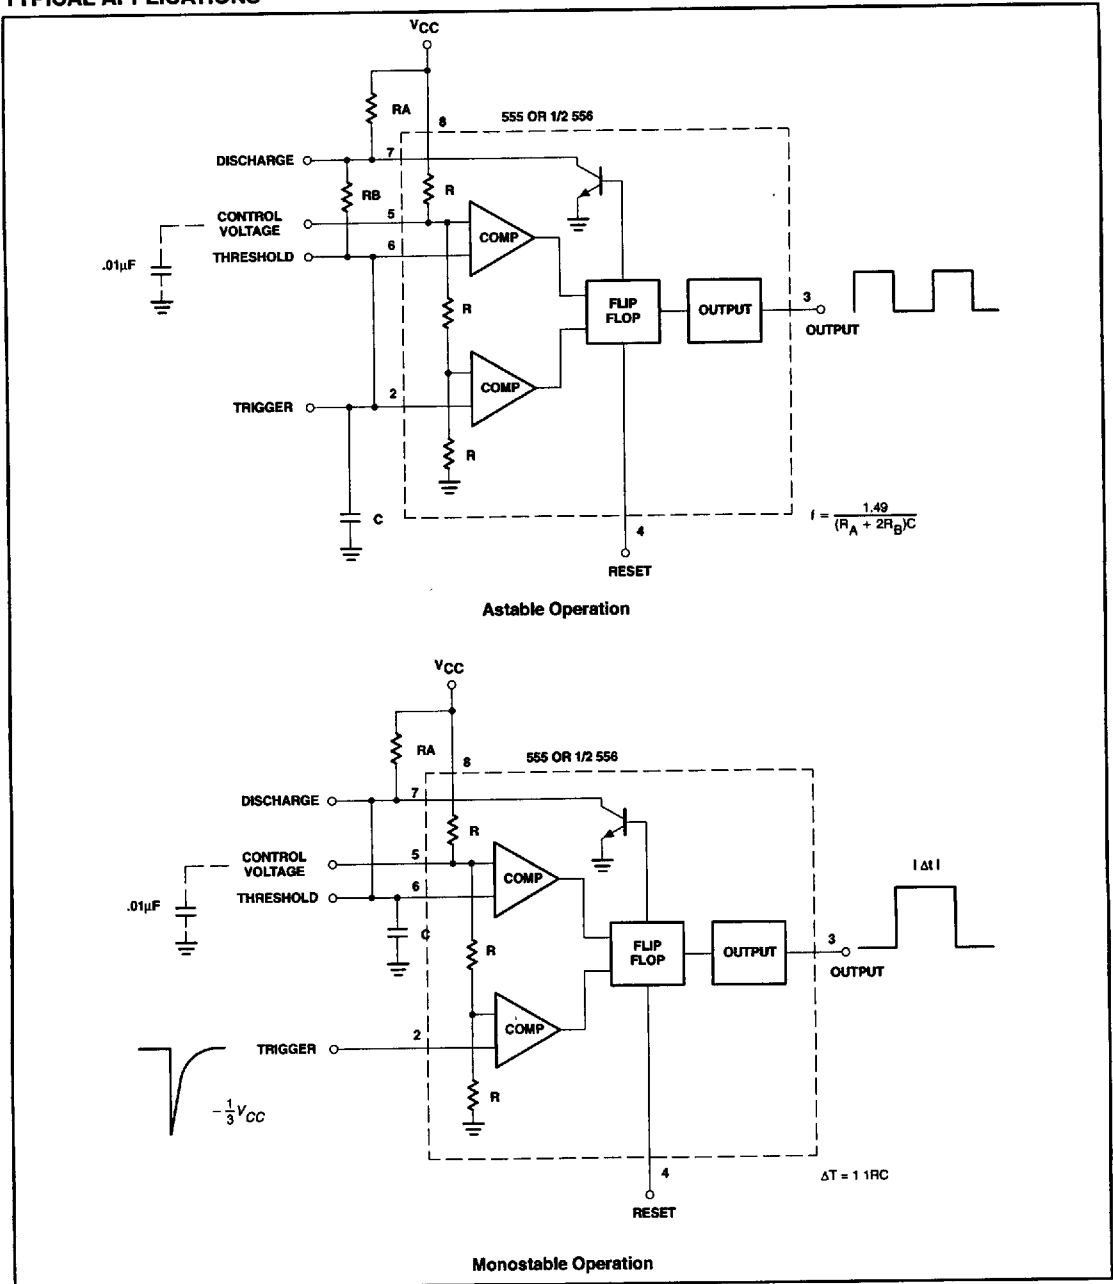 TYPICAL APPLICATIONS
VCC
RA
8
555 OR 1/2 556
DISCHARGE
7
RB
R
CONTROL
VOLTAGE
5
COMP
THRESHOLD
6
.01µF
R
FLIP
FLOP
OUTPUT
3
OUTPUT
COMP
TRIGGER
2
R
C
4
RESET
f = 1.49 / (RA + 2RB)C
Astable Operation
VCC
RA
8
555 OR 1/2 556
DISCHARGE
7
R
CONTROL
VOLTAGE
5
COMP
THRESHOLD
6
.01µF
C
R
FLIP
FLOP
OUTPUT
3
OUTPUT
| Δt |
COMP
TRIGGER
2
− 1/3 VCC
R
4
RESET
ΔT = 1 1RC
Monostable Operation